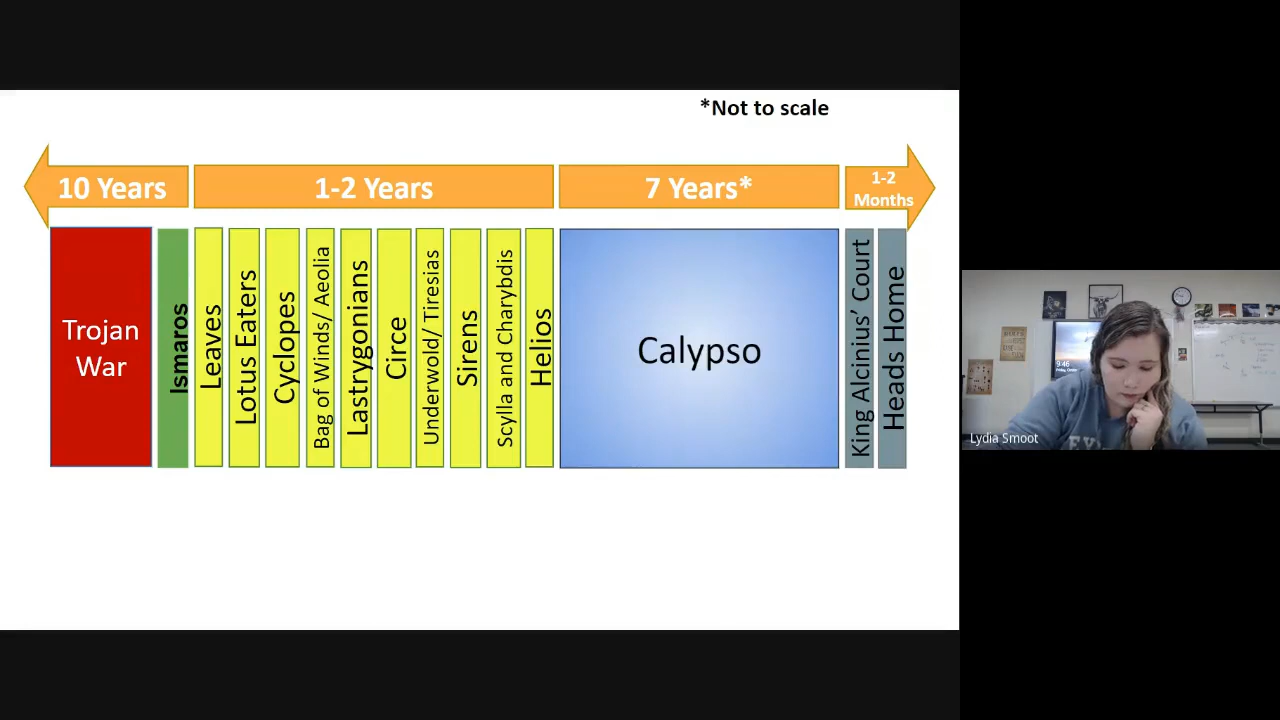 *Not to scale
10 Years
1-2 Years
7 Years*
1-2
Months
Trojan
War
Ismaros
Leaves
Lotus Eaters
Cyclopes
Bag of Winds/ Aeolia
Lastrygonians
Circe
Underwold/ Tiresias
Sirens
Scylla and Charybdis
Helios
Calypso
King Alcinius’ Court
Heads Home
9:46
Lydia Smoot